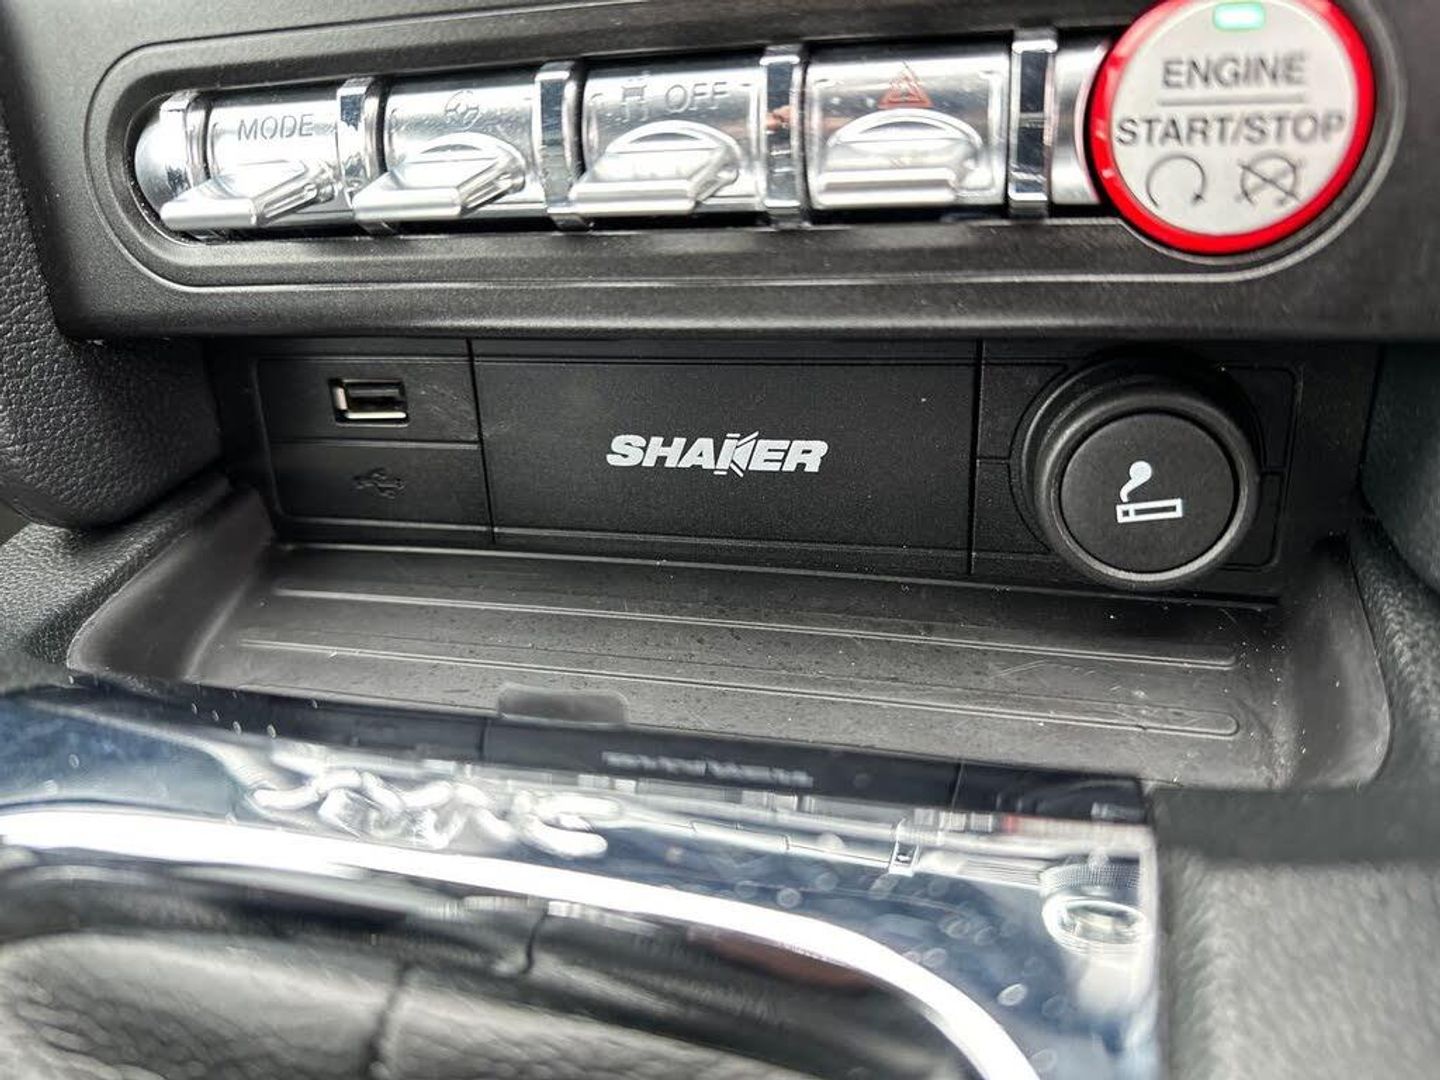 MODE
OFF
ENGINE
START/STOP
SHAKER